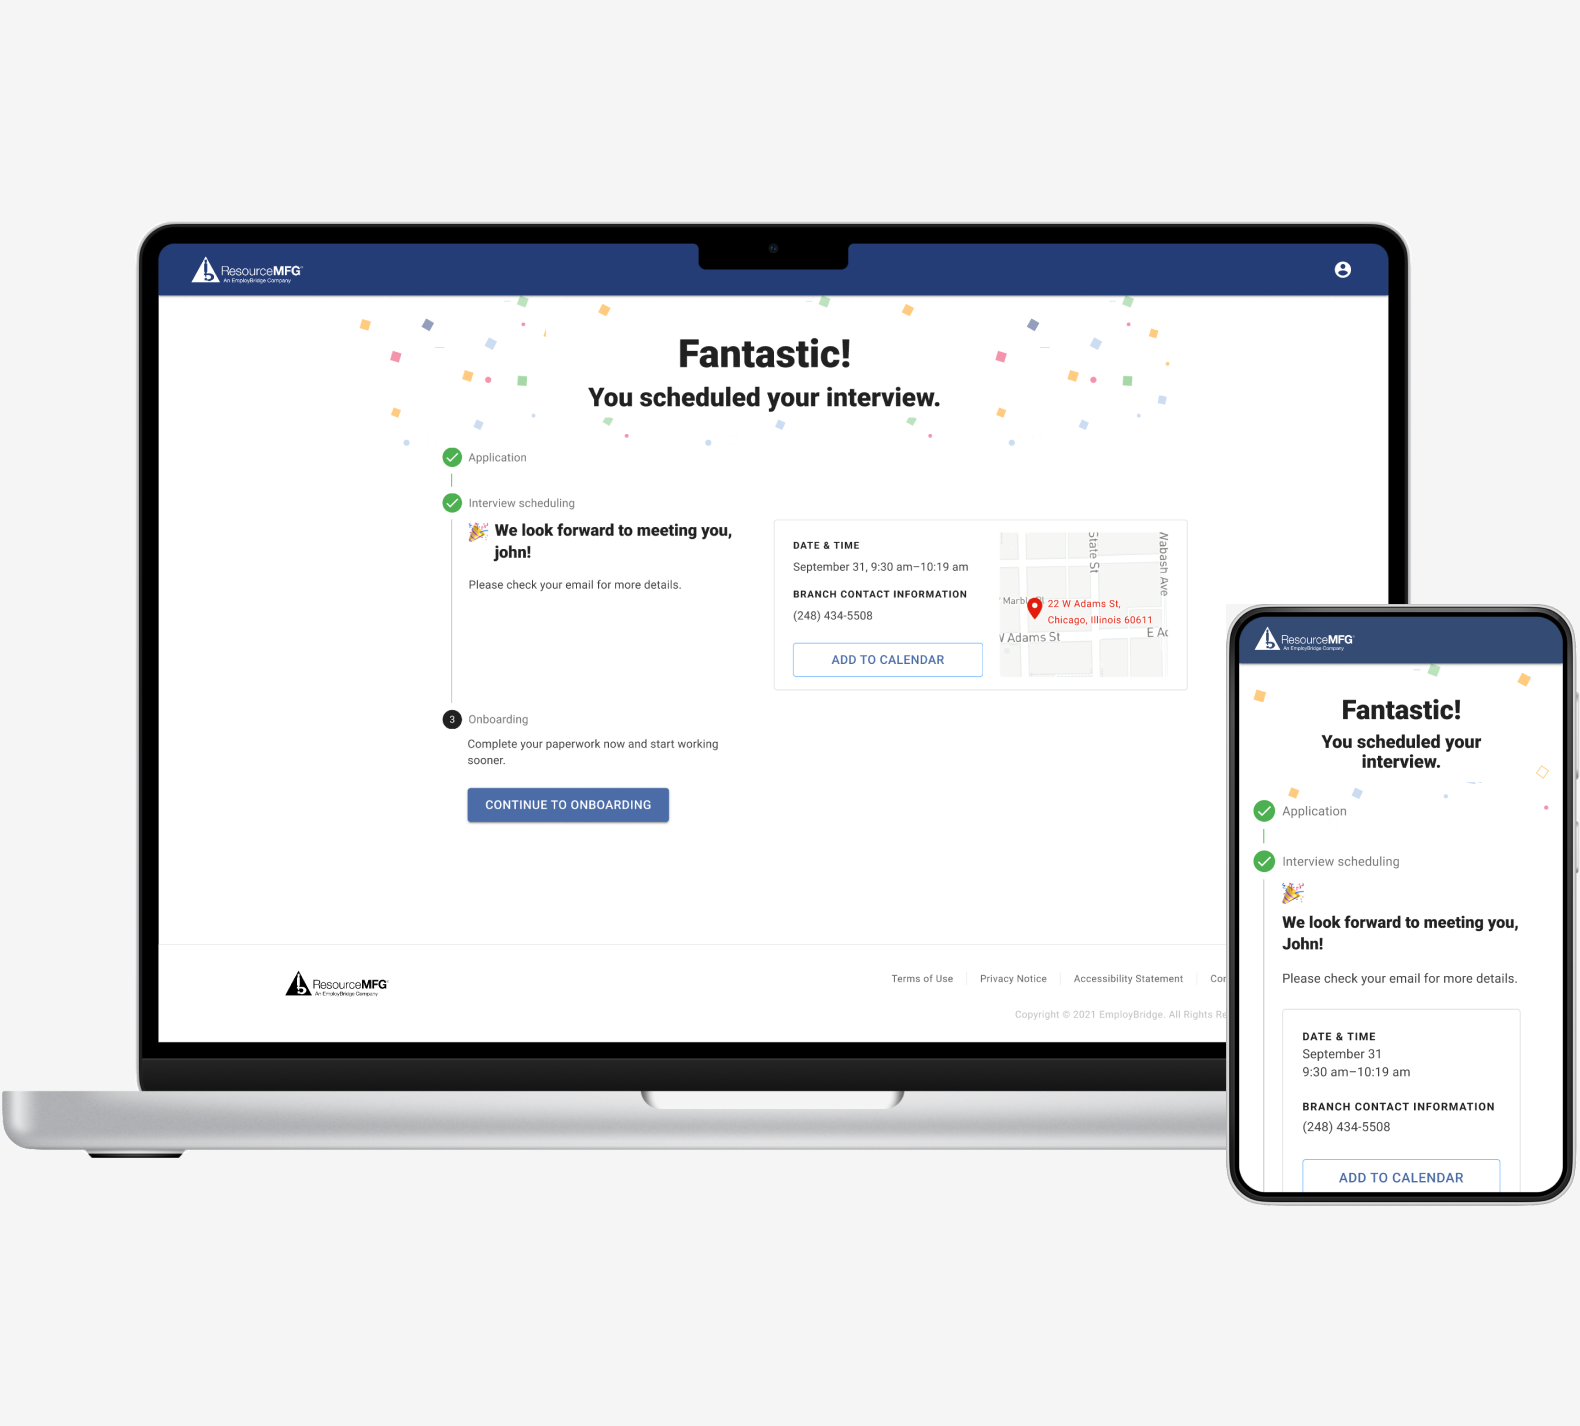 ResourceMFG
An EmployBridge Company
Fantastic!
You scheduled your interview.
Application
Interview scheduling
We look forward to meeting you,
john!
Please check your email for more details.
DATE & TIME
September 31, 9:30 am–10:19 am
BRANCH CONTACT INFORMATION
(248) 434-5508
ADD TO CALENDAR
State St
Wabash Ave
Marbl Pl
22 W Adams St,
Chicago, Illinois 60611
W Adams St
E Ad
3
Onboarding
Complete your paperwork now and start working
sooner.
CONTINUE TO ONBOARDING
ResourceMFG
An EmployBridge Company
Terms of Use
Privacy Notice
Accessibility Statement
Cor
Copyright © 2021 EmployBridge. All Rights Re
ResourceMFG
An EmployBridge Company
Fantastic!
You scheduled your
interview.
Application
Interview scheduling
We look forward to meeting you,
John!
Please check your email for more details.
DATE & TIME
September 31
9:30 am–10:19 am
BRANCH CONTACT INFORMATION
(248) 434-5508
ADD TO CALENDAR